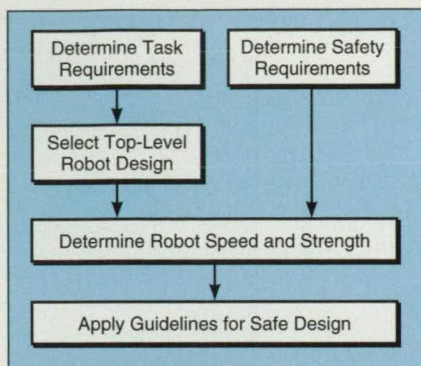 Determine Task
Requirements
Determine Safety
Requirements
Select Top-Level
Robot Design
Determine Robot Speed and Strength
Apply Guidelines for Safe Design